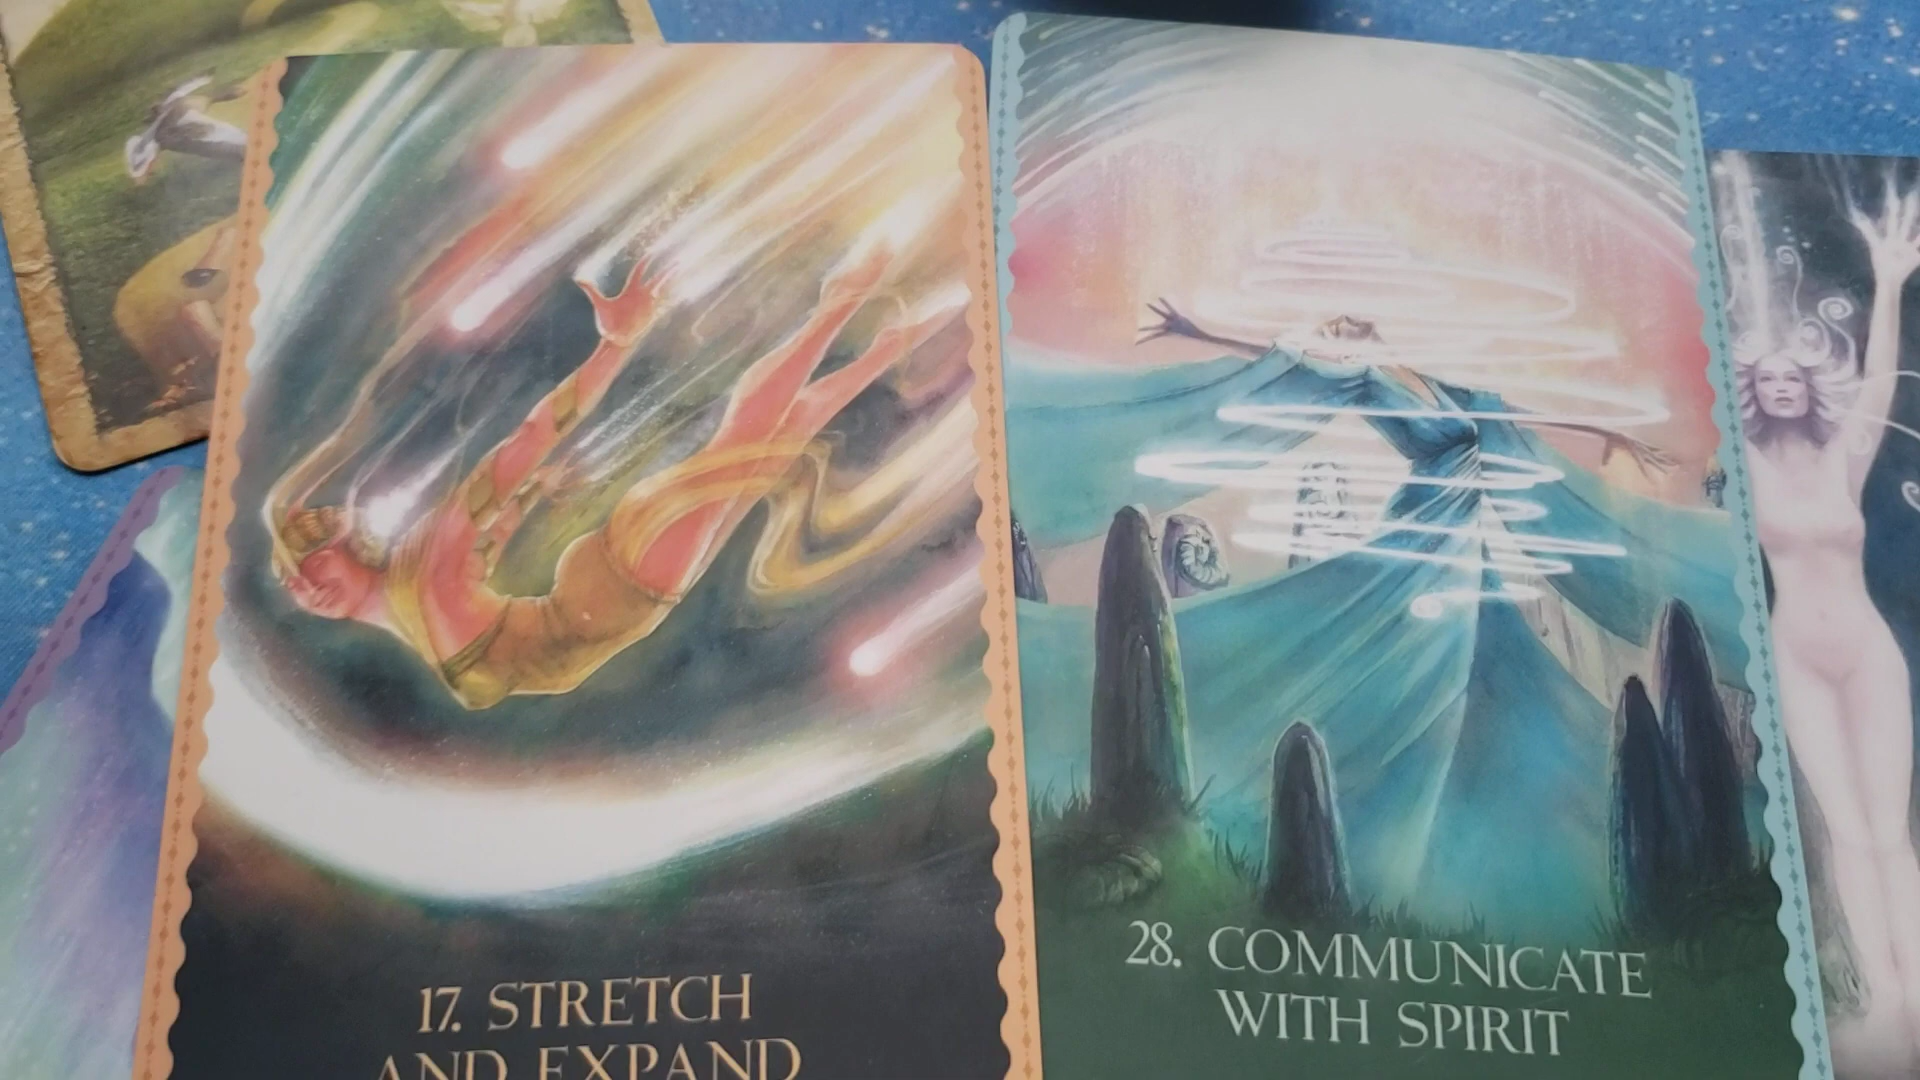 17. STRETCH
AND EXPAND
28. COMMUNICATE
WITH SPIRIT